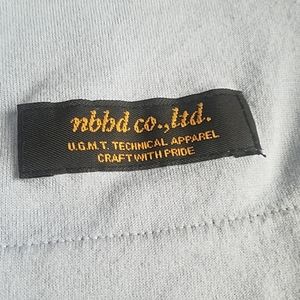 nbbd co.,ltd.
U.G.M.T. TECHNICAL APPAREL
CRAFT WITH PRIDE